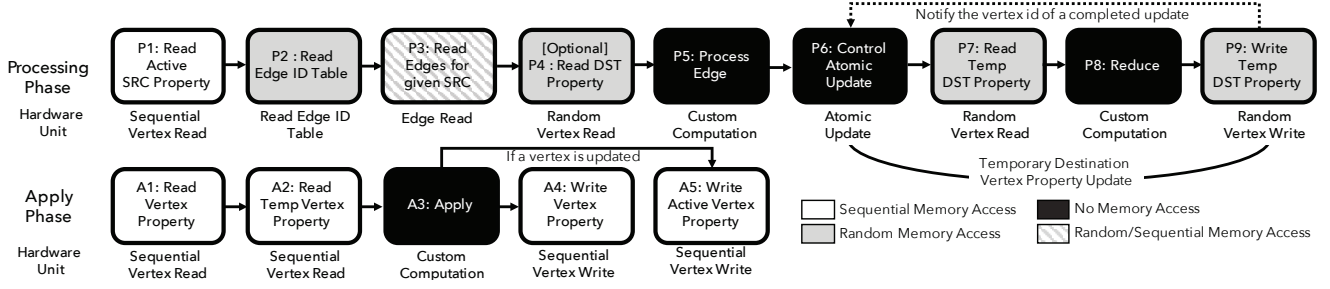 Notify the vertex id of a completed update
Processing
Phase
P1: Read
Active
SRC Property
P2 : Read
Edge ID Table
P3: Read
Edges for
given SRC
[Optional]
P4 : Read DST
Property
P5: Process
Edge
P6: Control
Atomic
Update
P7: Read
Temp
DST Property
P8: Reduce
P9: Write
Temp
DST Property
Hardware
Unit
Sequential
Vertex Read
Read Edge ID
Table
Edge Read
Random
Vertex Read
Custom
Computation
Atomic
Update
Random
Vertex Read
Custom
Computation
Random
Vertex Write
If a vertex is updated
Temporary Destination
Vertex Property Update
Apply
Phase
A1: Read
Vertex
Property
A2: Read
Temp Vertex
Property
A3: Apply
A4: Write
Vertex
Property
A5: Write
Active Vertex
Property
Hardware
Unit
Sequential
Vertex Read
Sequential
Vertex Read
Custom
Computation
Sequential
Vertex Write
Sequential
Vertex Write
Sequential Memory Access
No Memory Access
Random Memory Access
Random/Sequential Memory Access